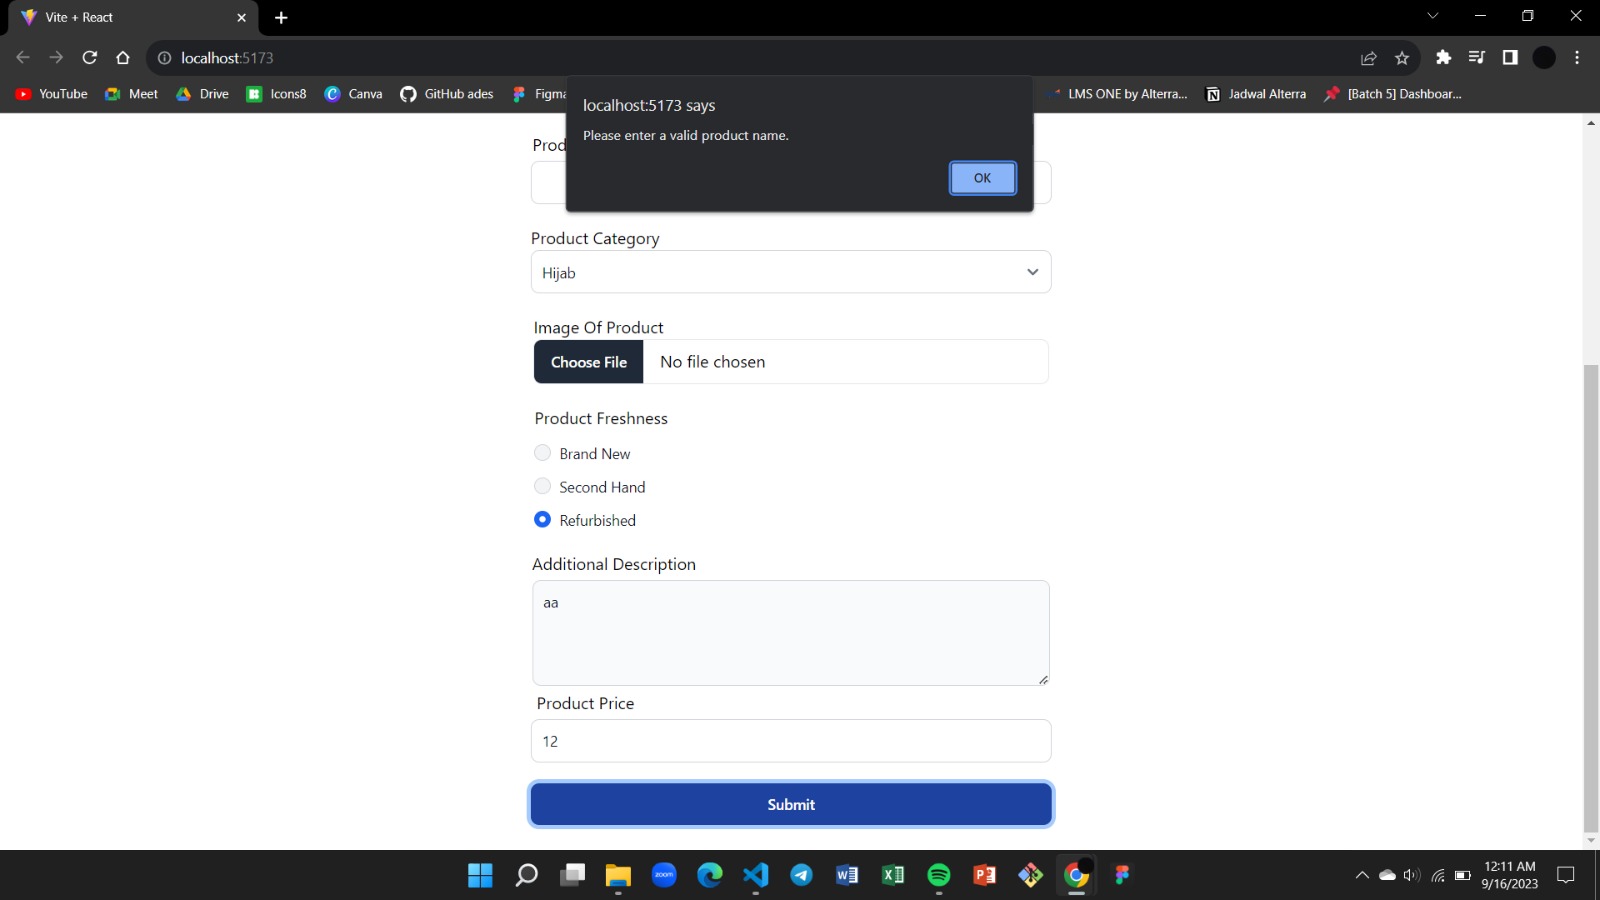 Vite + React
localhost:5173
YouTube
Meet
Drive
Icons8
Canva
GitHub ades
Figma
LMS ONE by Alterra...
Jadwal Alterra
[Batch 5] Dashboar...
localhost:5173 says
Please enter a valid product name.
OK
Prod
Product Category
Hijab
Image Of Product
Choose File
No file chosen
Product Freshness
Brand New
Second Hand
Refurbished
Additional Description
aa
Product Price
12
Submit
zoom
12:11 AM
9/16/2023